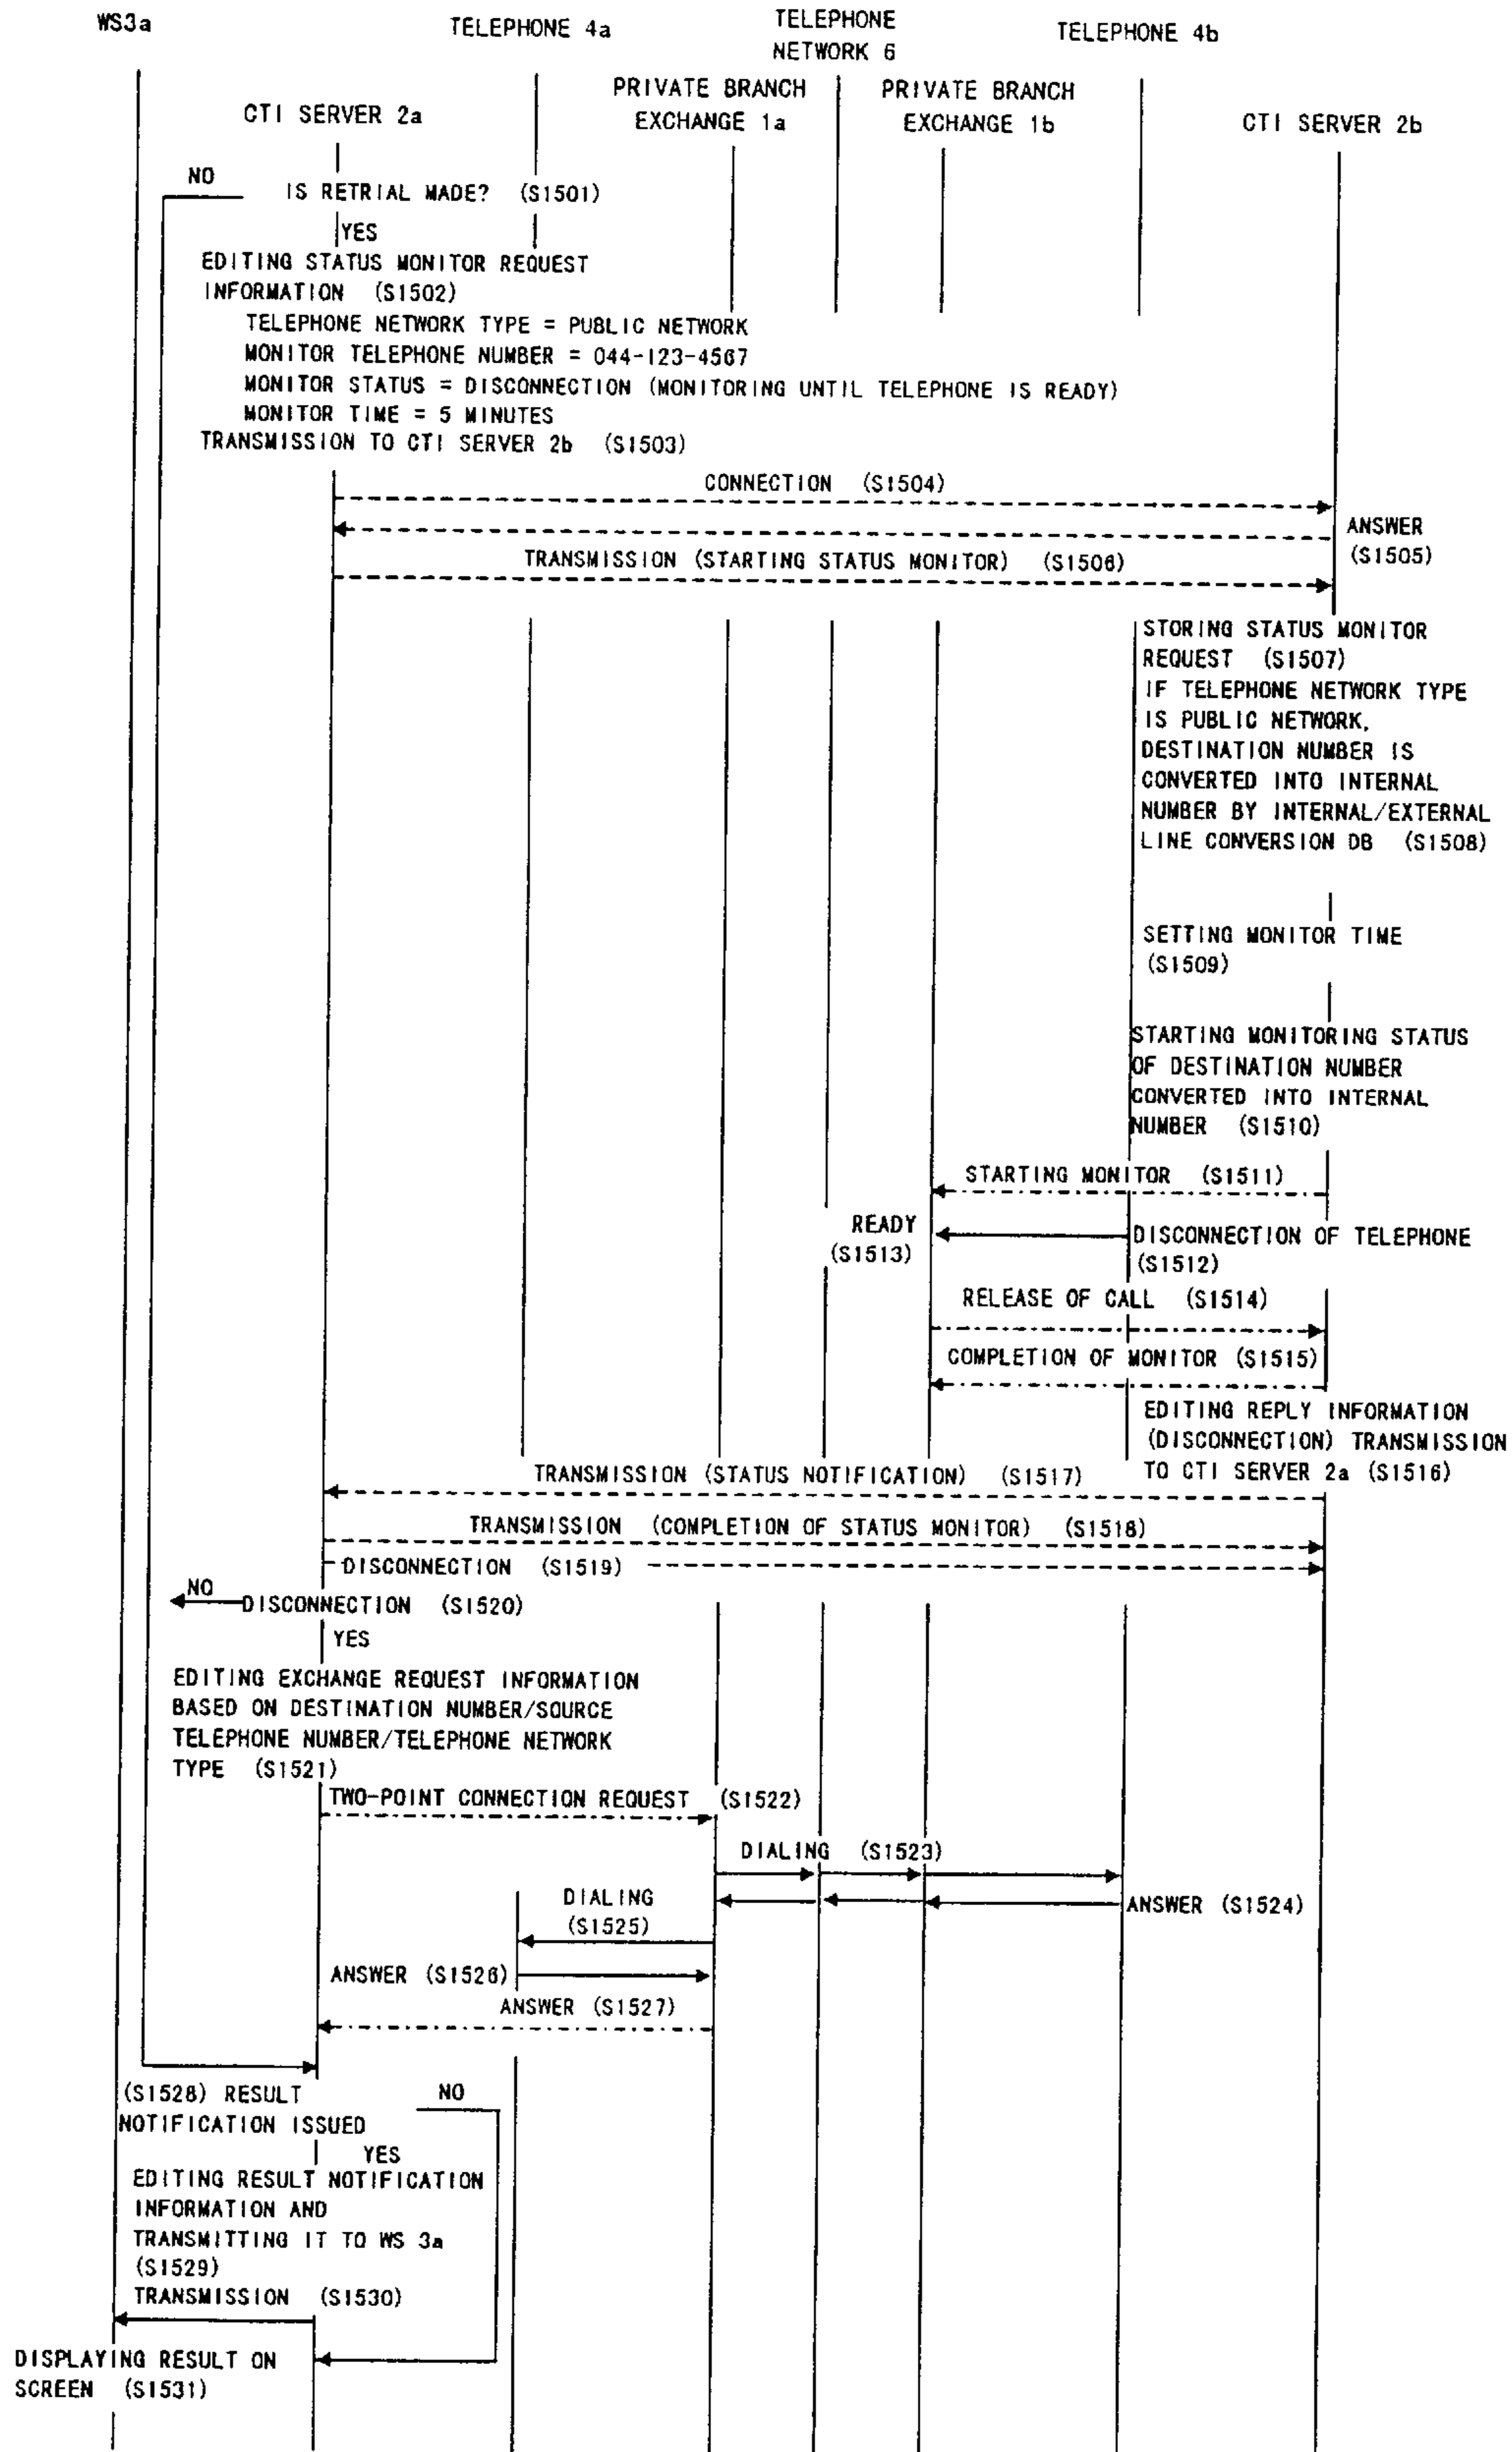 WS3a
TELEPHONE 4a
TELEPHONE
NETWORK 6
TELEPHONE 4b
CTI SERVER 2a
PRIVATE BRANCH
EXCHANGE 1a
PRIVATE BRANCH
EXCHANGE 1b
CTI SERVER 2b
NO
IS RETRIAL MADE? (S1501)
YES
EDITING STATUS MONITOR REQUEST
INFORMATION (S1502)
TELEPHONE NETWORK TYPE = PUBLIC NETWORK
MONITOR TELEPHONE NUMBER = 044-123-4567
MONITOR STATUS = DISCONNECTION (MONITORING UNTIL TELEPHONE IS READY)
MONITOR TIME = 5 MINUTES
TRANSMISSION TO CTI SERVER 2b (S1503)
CONNECTION (S1504)
ANSWER
(S1505)
TRANSMISSION (STARTING STATUS MONITOR) (S1506)
STORING STATUS MONITOR
REQUEST (S1507)
IF TELEPHONE NETWORK TYPE
IS PUBLIC NETWORK,
DESTINATION NUMBER IS
CONVERTED INTO INTERNAL
NUMBER BY INTERNAL/EXTERNAL
LINE CONVERSION DB (S1508)
SETTING MONITOR TIME
(S1509)
STARTING MONITORING STATUS
OF DESTINATION NUMBER
CONVERTED INTO INTERNAL
NUMBER (S1510)
STARTING MONITOR (S1511)
READY
(S1513)
DISCONNECTION OF TELEPHONE
(S1512)
RELEASE OF CALL (S1514)
COMPLETION OF MONITOR (S1515)
EDITING REPLY INFORMATION
(DISCONNECTION) TRANSMISSION
TO CTI SERVER 2a (S1516)
TRANSMISSION (STATUS NOTIFICATION) (S1517)
TRANSMISSION (COMPLETION OF STATUS MONITOR) (S1518)
DISCONNECTION (S1519)
NO
DISCONNECTION (S1520)
YES
EDITING EXCHANGE REQUEST INFORMATION
BASED ON DESTINATION NUMBER/SOURCE
TELEPHONE NUMBER/TELEPHONE NETWORK
TYPE (S1521)
TWO-POINT CONNECTION REQUEST (S1522)
DIALING (S1523)
ANSWER (S1524)
DIALING
(S1525)
ANSWER (S1526)
ANSWER (S1527)
(S1528) RESULT
NOTIFICATION ISSUED
NO
YES
EDITING RESULT NOTIFICATION
INFORMATION AND
TRANSMITTING IT TO WS 3a
(S1529)
TRANSMISSION (S1530)
DISPLAYING RESULT ON
SCREEN (S1531)